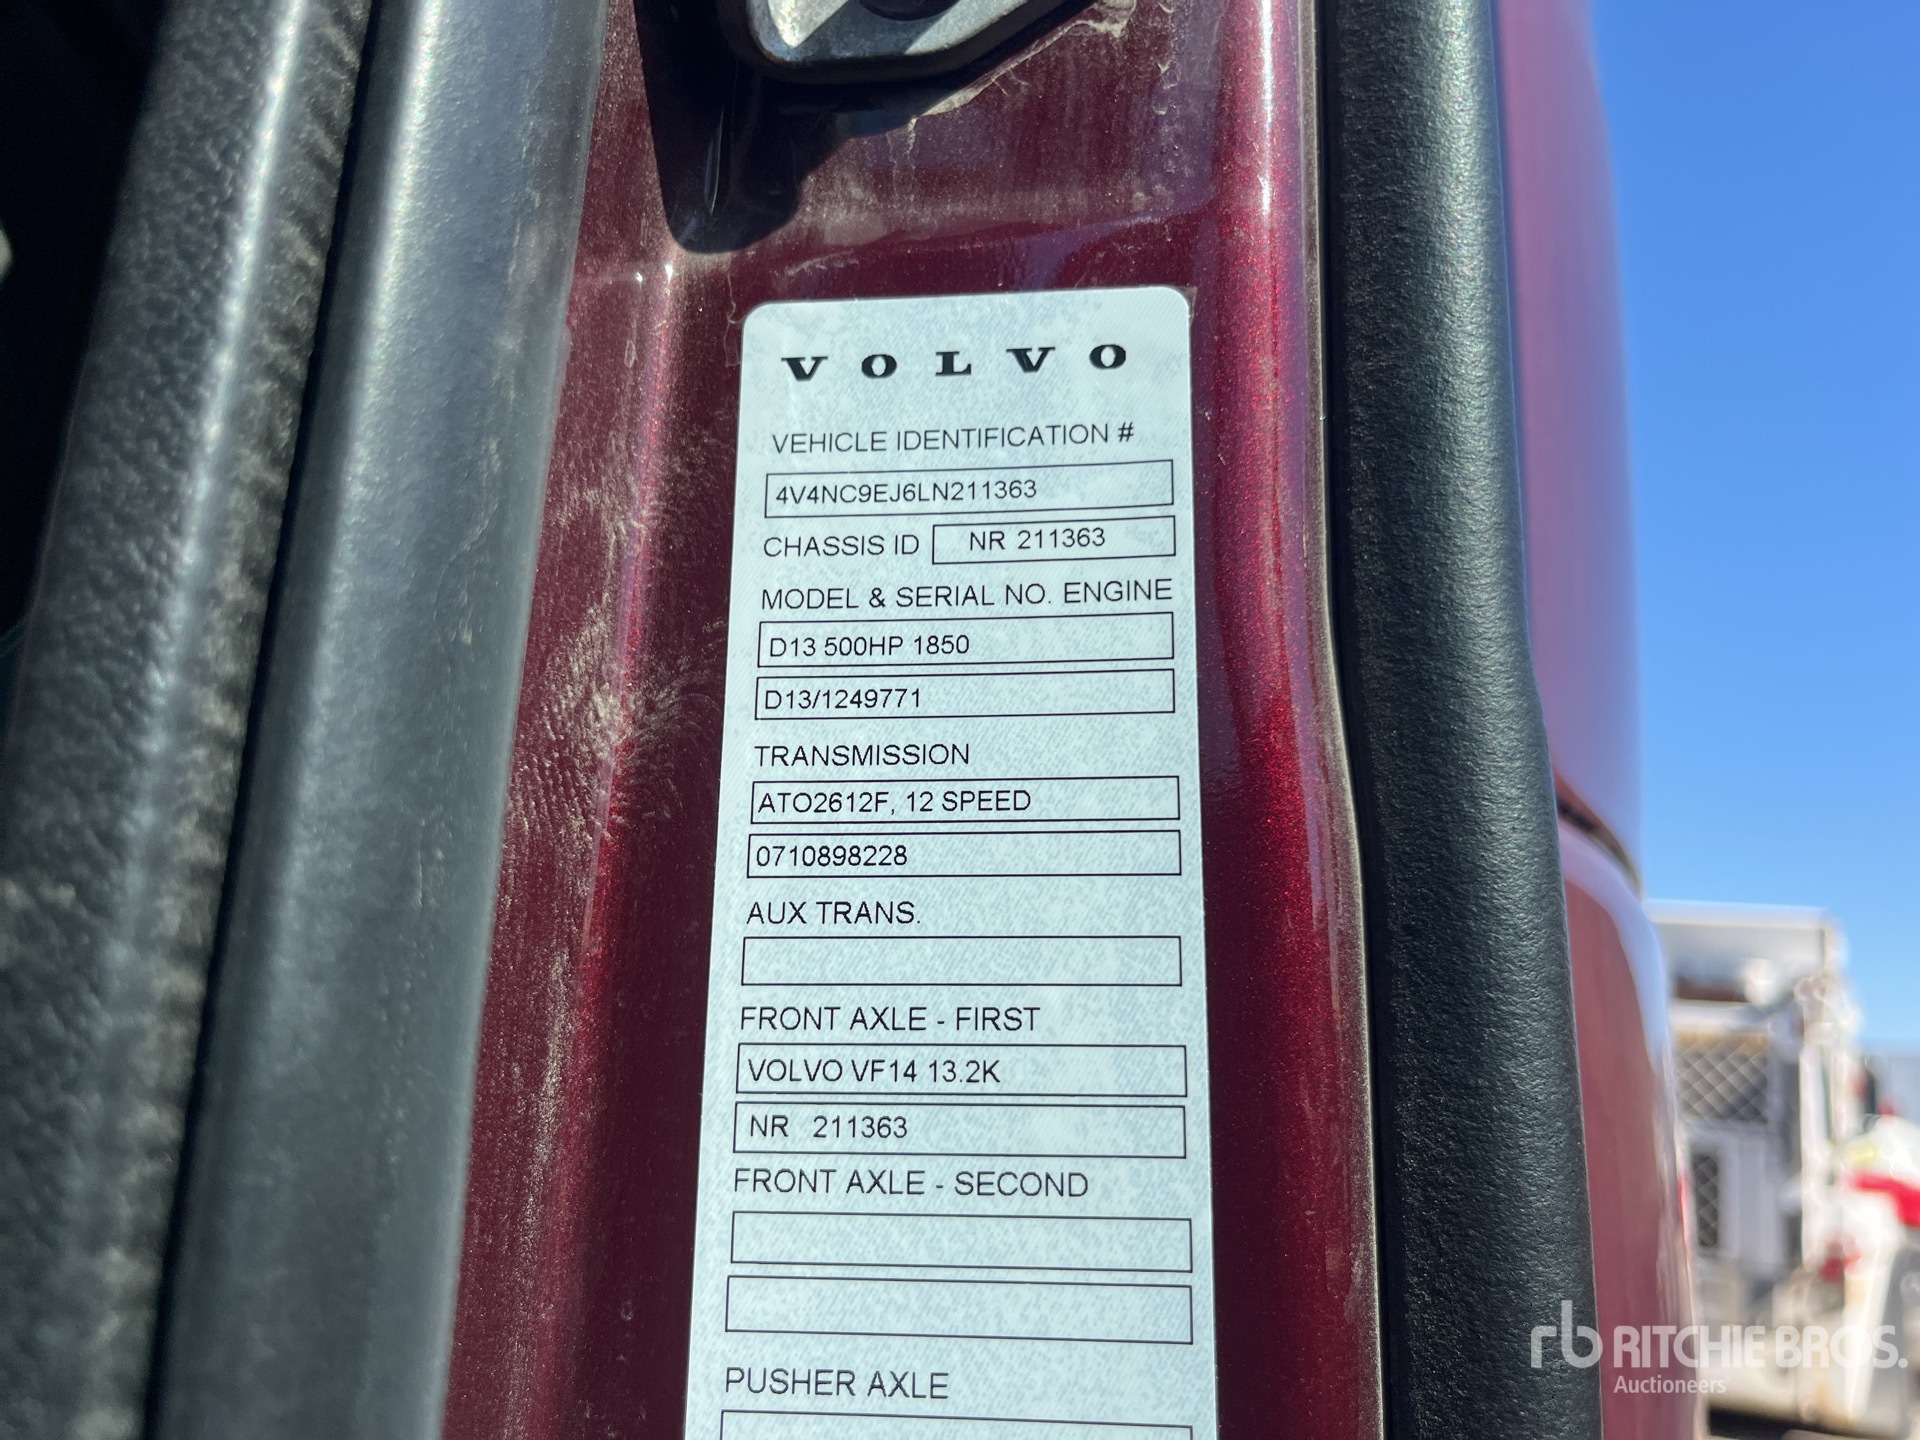 VOLVO
VEHICLE IDENTIFICATION #
4V4NC9EJ6LN211363
CHASSIS ID NR 211363
MODEL & SERIAL NO. ENGINE
D13 500HP 1850
D13/1249771
TRANSMISSION
ATO2612F, 12 SPEED
0710898228
AUX TRANS.
FRONT AXLE - FIRST
VOLVO VF14 13.2K
NR 211363
FRONT AXLE - SECOND
PUSHER AXLE
rb RITCHIE BROS.
Auctioneers